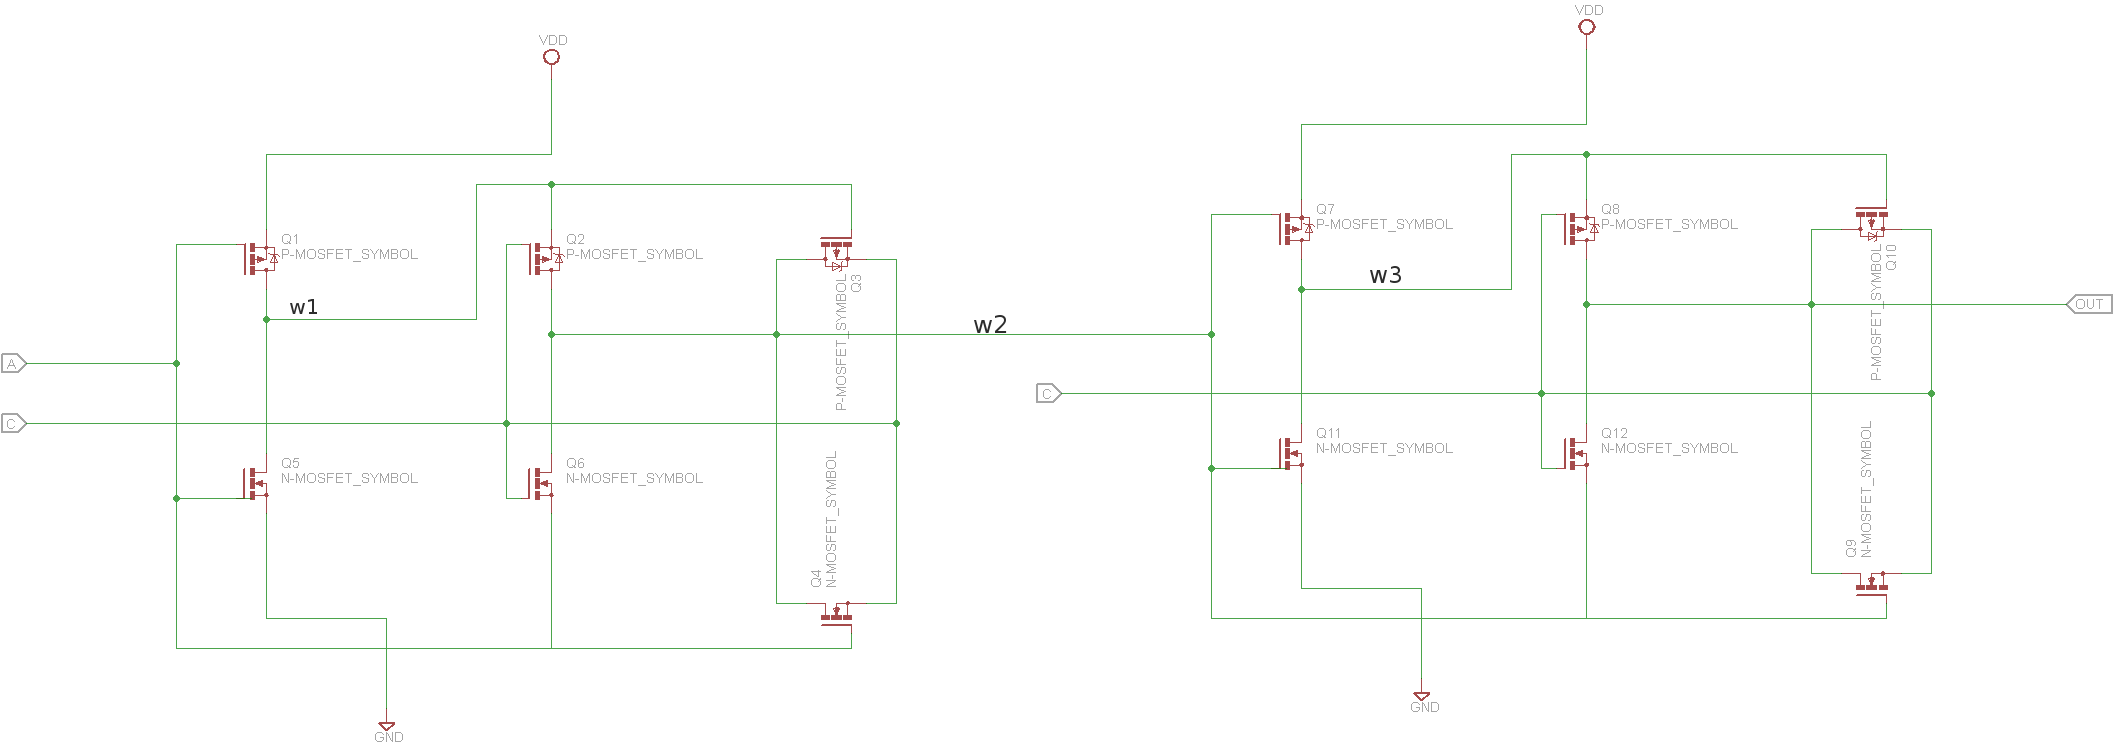 VDD
VDD
Q1
P-MOSFET_SYMBOL
Q2
P-MOSFET_SYMBOL
Q3
P-MOSFET_SYMBOL
Q7
P-MOSFET_SYMBOL
Q8
P-MOSFET_SYMBOL
Q10
P-MOSFET_SYMBOL
w1
w2
w3
OUT
A
C
C
Q5
N-MOSFET_SYMBOL
Q6
N-MOSFET_SYMBOL
Q4
N-MOSFET_SYMBOL
Q11
N-MOSFET_SYMBOL
Q12
N-MOSFET_SYMBOL
Q9
N-MOSFET_SYMBOL
GND
GND